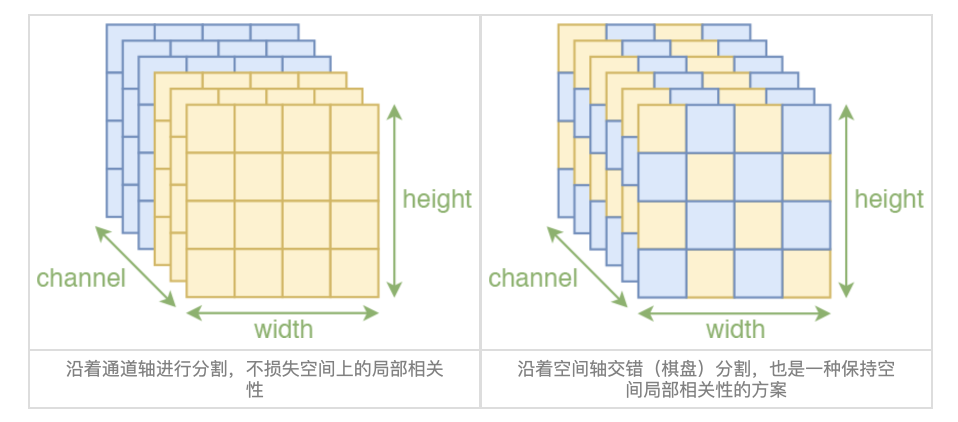 height
channel
width
沿着通道轴进行分割，不损失空间上的局部相关
性
height
channel
width
沿着空间轴交错（棋盘）分割，也是一种保持空
间局部相关性的方案